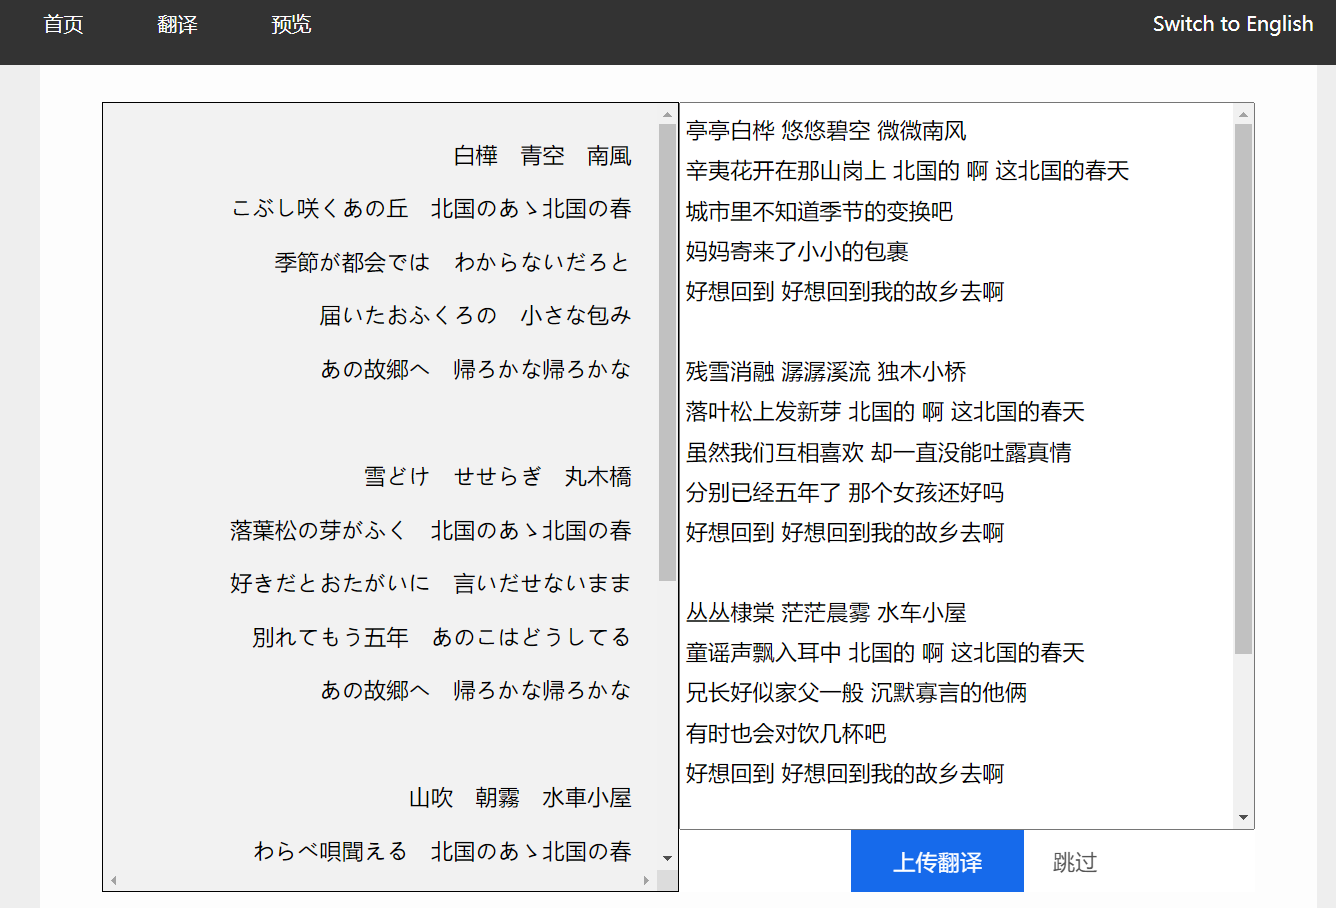 首页 翻译 预览 Switch to English
白樺　青空　南風
こぶし咲くあの丘　北国のあゝ北国の春
季節が都会では　わからないだろと
届いたおふくろの　小さな包み
あの故郷へ　帰ろかな帰ろかな
雪どけ　せせらぎ　丸木橋
落葉松の芽がふく　北国のあゝ北国の春
好きだとおたがいに　言いだせないまま
別れてもう五年　あのこはどうしてる
あの故郷へ　帰ろかな帰ろかな
山吹　朝霧　水車小屋
わらべ唄聞える　北国のあゝ北国の春
亭亭白桦 悠悠碧空 微微南风
辛夷花开在那山岗上 北国的 啊 这北国的春天
城市里不知道季节的变换吧
妈妈寄来了小小的包裹
好想回到 好想回到我的故乡去啊
残雪消融 潺潺溪流 独木小桥
落叶松上发新芽 北国的 啊 这北国的春天
虽然我们互相喜欢 却一直没能吐露真情
分别已经五年了 那个女孩还好吗
好想回到 好想回到我的故乡去啊
丛丛棣棠 茫茫晨雾 水车小屋
童谣声飘入耳中 北国的 啊 这北国的春天
兄长好似家父一般 沉默寡言的他俩
有时也会对饮几杯吧
好想回到 好想回到我的故乡去啊
上传翻译 跳过